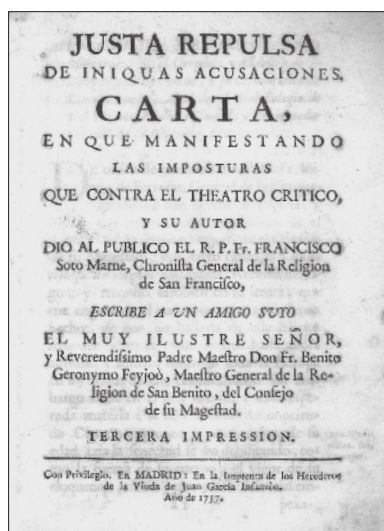 JUSTA REPULSA
DE INIQUAS ACUSACIONES.
CARTA,
EN QUE MANIFESTANDO
LAS IMPOSTURAS
QUE CONTRA EL THEATRO CRITICO,
Y SU AUTOR
DIO AL PUBLICO EL R. P. Fr. FRANCISCO
Soto Marne, Chronista General de la Religion
de San Francisco,
ESCRIBE A UN AMIGO SUYO
EL MUY ILUSTRE SEÑOR,
y Reverendissimo Padre Maestro Don Fr. Benito
Geronymo Feyjoò, Maestro General de la Re-
ligion de San Benito, del Consejo
de su Magestad.
TERCERA IMPRESSION.
Con Privilegio. En MADRID: En la Imprenta de los Herederos
de la Viuda de Juan Garcia Infanzòn.
Año de 1757.